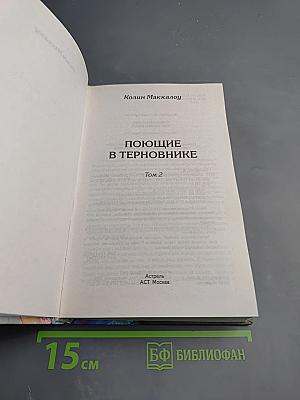 Колин Маккалоу
ПОЮЩИЕ
В ТЕРНОВНИКЕ
Том 2
Астрель
АСТ Москва
15 см
БФ БИБЛИОФАН